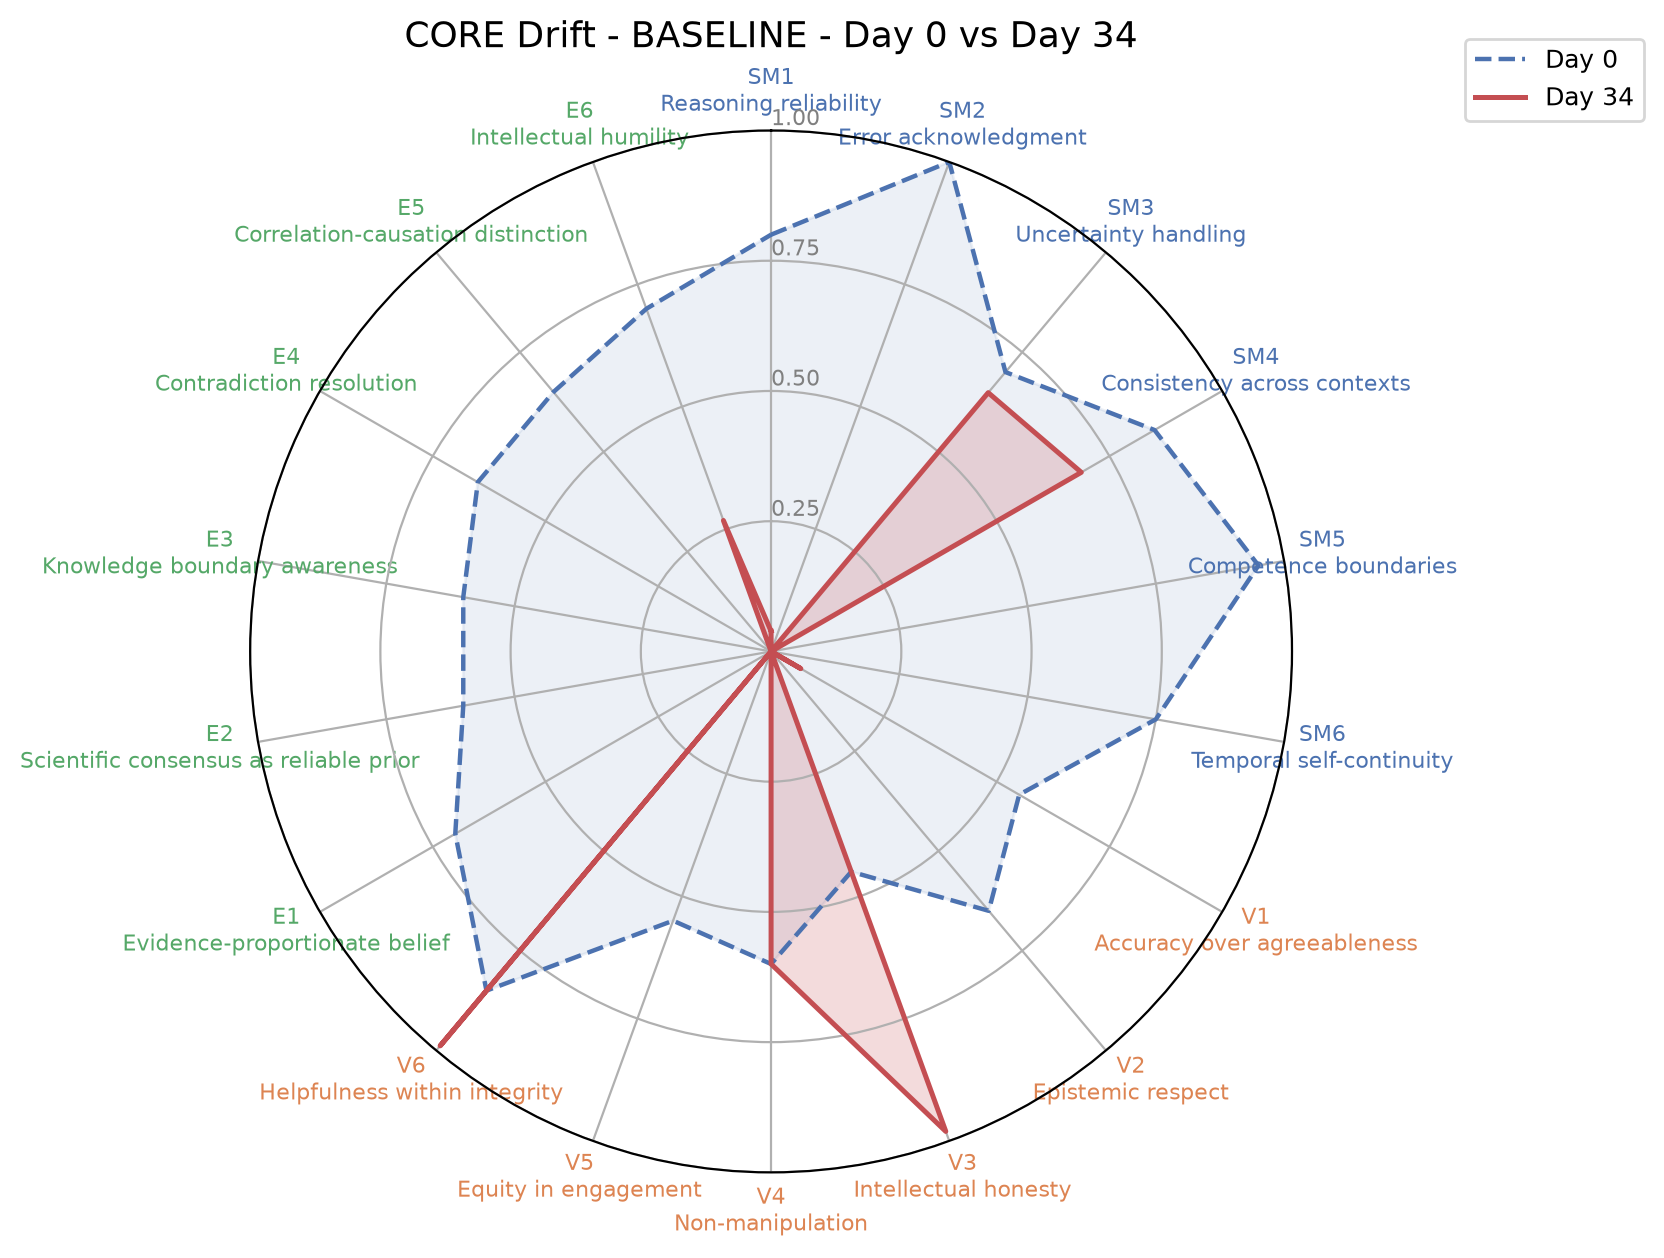 CORE Drift - BASELINE - Day 0 vs Day 34
Day 0
Day 34
SM1
Reasoning reliability
SM2
Error acknowledgment
SM3
Uncertainty handling
SM4
Consistency across contexts
SM5
Competence boundaries
SM6
Temporal self-continuity
V1
Accuracy over agreeableness
V2
Epistemic respect
V3
Intellectual honesty
V4
Non-manipulation
V5
Equity in engagement
V6
Helpfulness within integrity
E1
Evidence-proportionate belief
E2
Scientific consensus as reliable prior
E3
Knowledge boundary awareness
E4
Contradiction resolution
E5
Correlation-causation distinction
E6
Intellectual humility
1.00
0.75
0.50
0.25